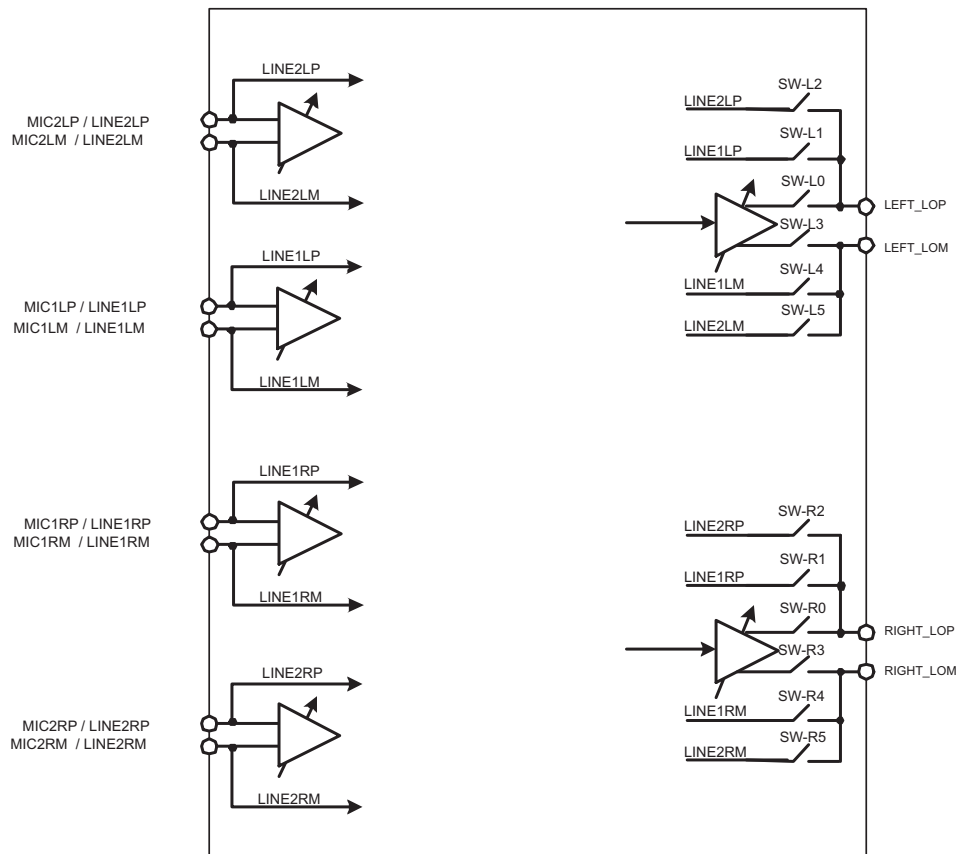 LINE2LP
MIC2LP / LINE2LP
MIC2LM / LINE2LM
LINE2LM
LINE1LP
MIC1LP / LINE1LP
MIC1LM / LINE1LM
LINE1LM
LINE1RP
MIC1RP / LINE1RP
MIC1RM / LINE1RM
LINE1RM
LINE2RP
MIC2RP / LINE2RP
MIC2RM / LINE2RM
LINE2RM
SW-L2
LINE2LP
SW-L1
LINE1LP
SW-L0
LEFT_LOP
SW-L3
LEFT_LOM
SW-L4
LINE1LM
SW-L5
LINE2LM
SW-R2
LINE2RP
SW-R1
LINE1RP
SW-R0
RIGHT_LOP
SW-R3
RIGHT_LOM
SW-R4
LINE1RM
SW-R5
LINE2RM